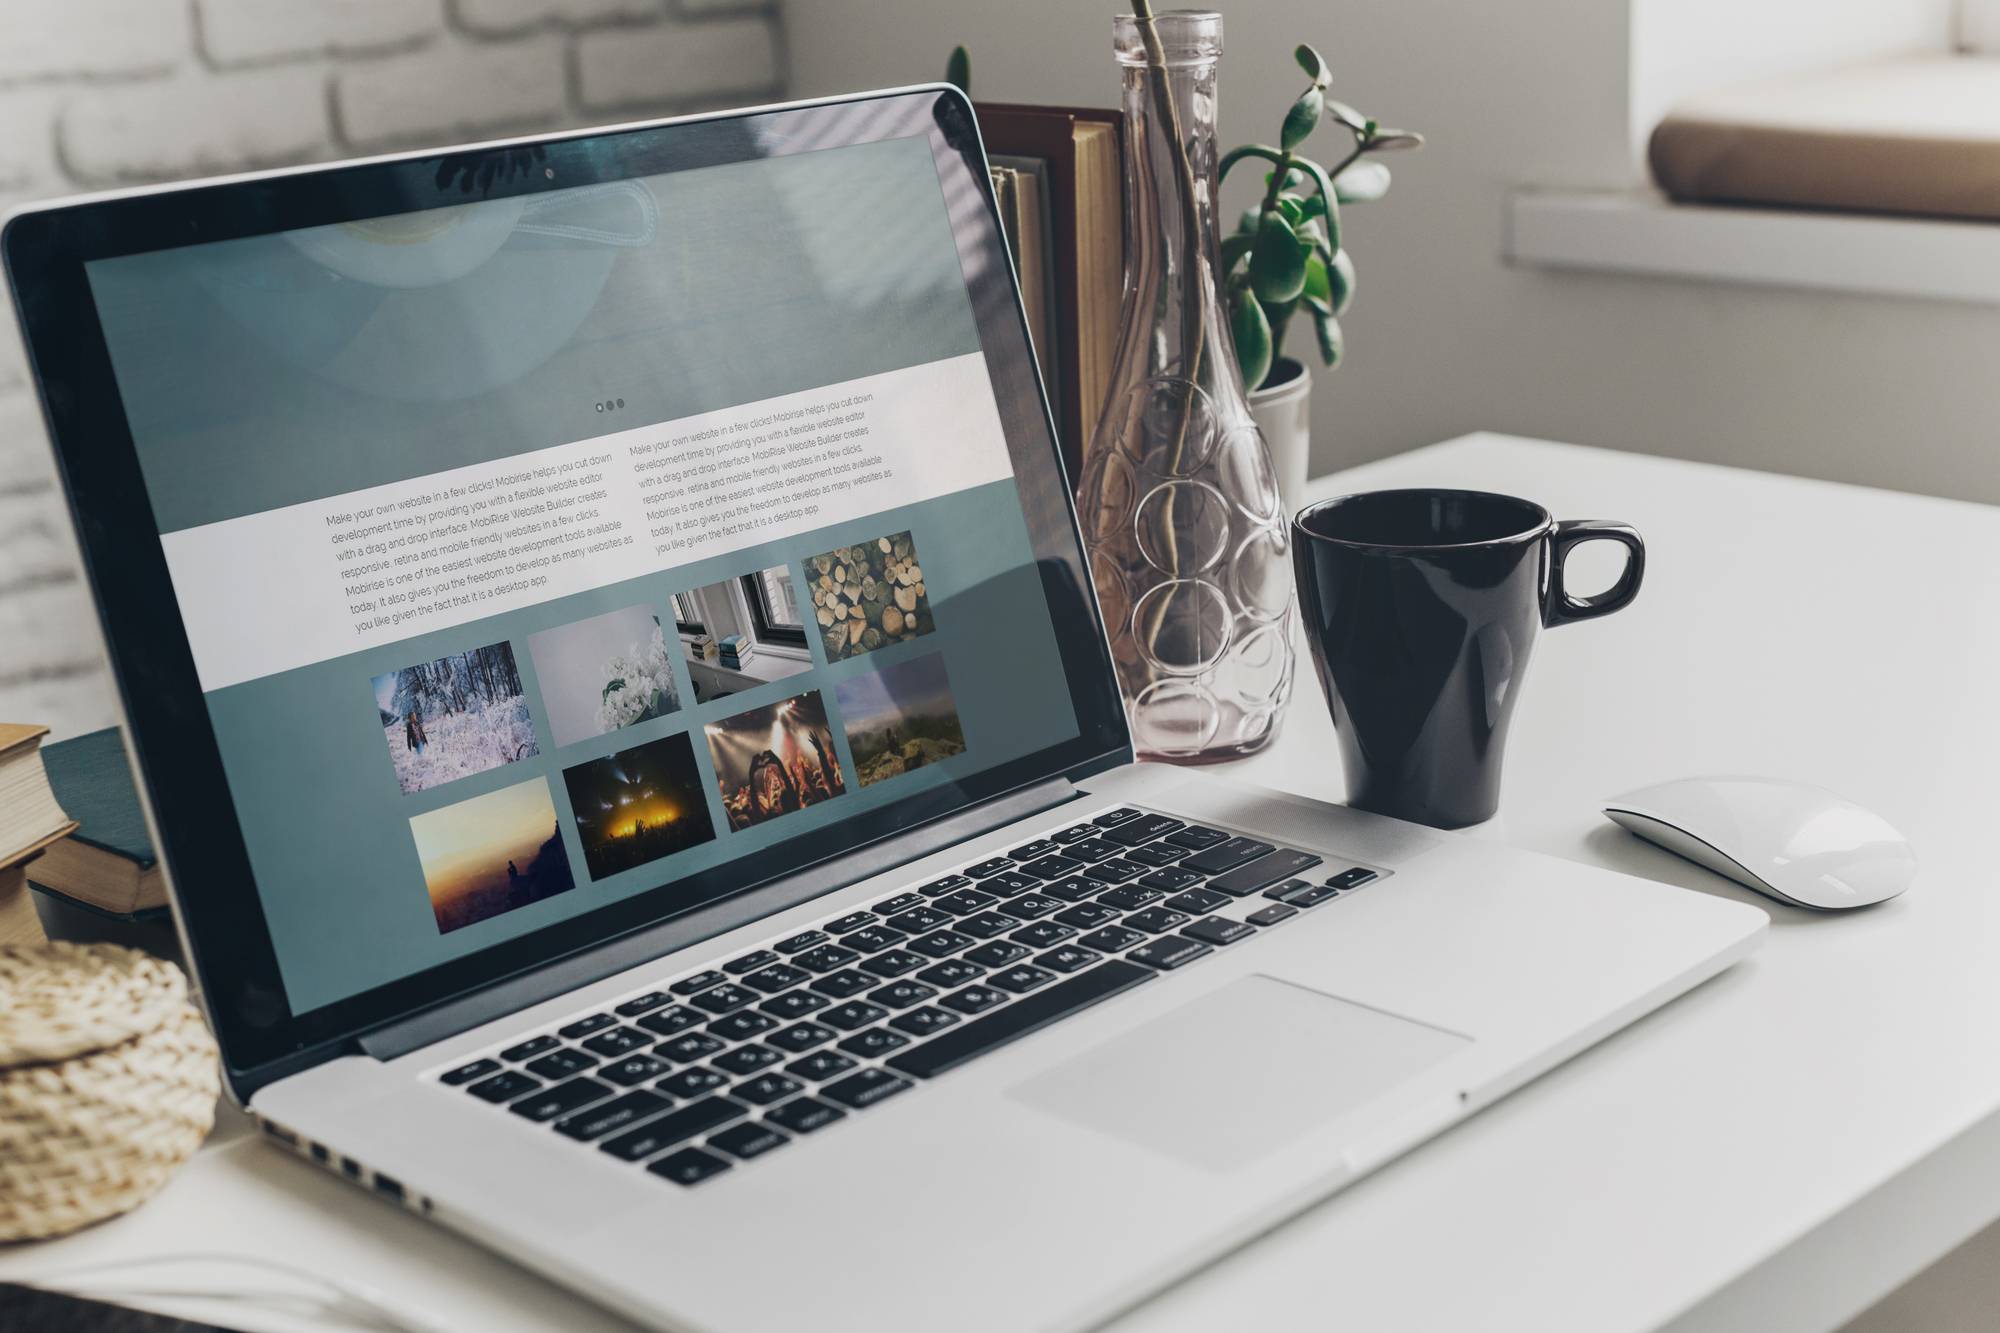 Make your own website in a few clicks! Mobirise helps you cut down
development time by providing you with a flexible website editor
with a drag and drop interface. MobiRise Website Builder creates
responsive, retina and mobile friendly websites in a few clicks.
Mobirise is one of the easiest website development tools available
today. It also gives you the freedom to develop as many websites as
you like given the fact that it is a desktop app.
Make your own website in a few clicks! Mobirise helps you cut down
development time by providing you with a flexible website editor
with a drag and drop interface. MobiRise Website Builder creates
responsive, retina and mobile friendly websites in a few clicks.
Mobirise is one of the easiest website development tools available
today. It also gives you the freedom to develop as many websites as
you like given the fact that it is a desktop app.
delete
return
shift
command
option